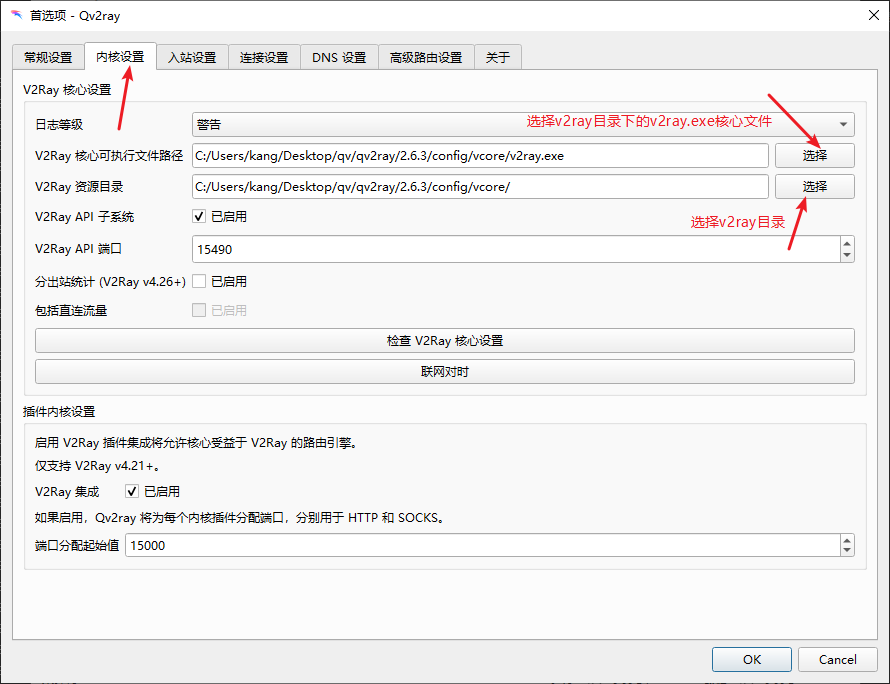 首选项 - Qv2ray
常规设置 内核设置 入站设置 连接设置 DNS 设置 高级路由设置 关于
V2Ray 核心设置
日志等级 警告
选择v2ray目录下的v2ray.exe核心文件
V2Ray 核心可执行文件路径 C:/Users/kang/Desktop/qv/qv2ray/2.6.3/config/vcore/v2ray.exe 选择
V2Ray 资源目录 C:/Users/kang/Desktop/qv/qv2ray/2.6.3/config/vcore/ 选择
V2Ray API 子系统 已启用
选择v2ray目录
V2Ray API 端口 15490
分出站统计 (V2Ray v4.26+) 已启用
包括直连流量 已启用
检查 V2Ray 核心设置
联网对时
插件内核设置
启用 V2Ray 插件集成将允许核心受益于 V2Ray 的路由引擎。
仅支持 V2Ray v4.21+。
V2Ray 集成 已启用
如果启用，Qv2ray 将为每个内核插件分配端口，分别用于 HTTP 和 SOCKS。
端口分配起始值 15000
OK Cancel